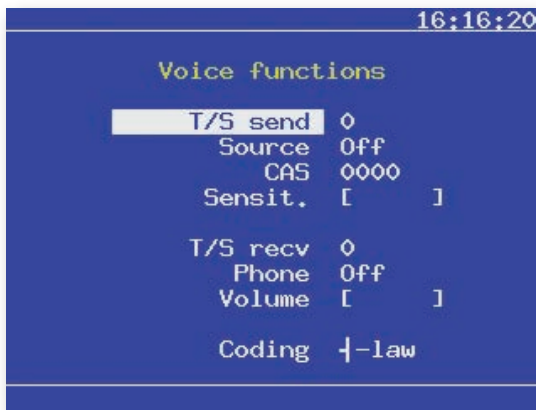 16:16:20
Voice functions
T/S send 0
Source Off
CAS 0000
Sensit. [ ]
T/S recv 0
Phone Off
Volume [ ]
Coding ┤-law